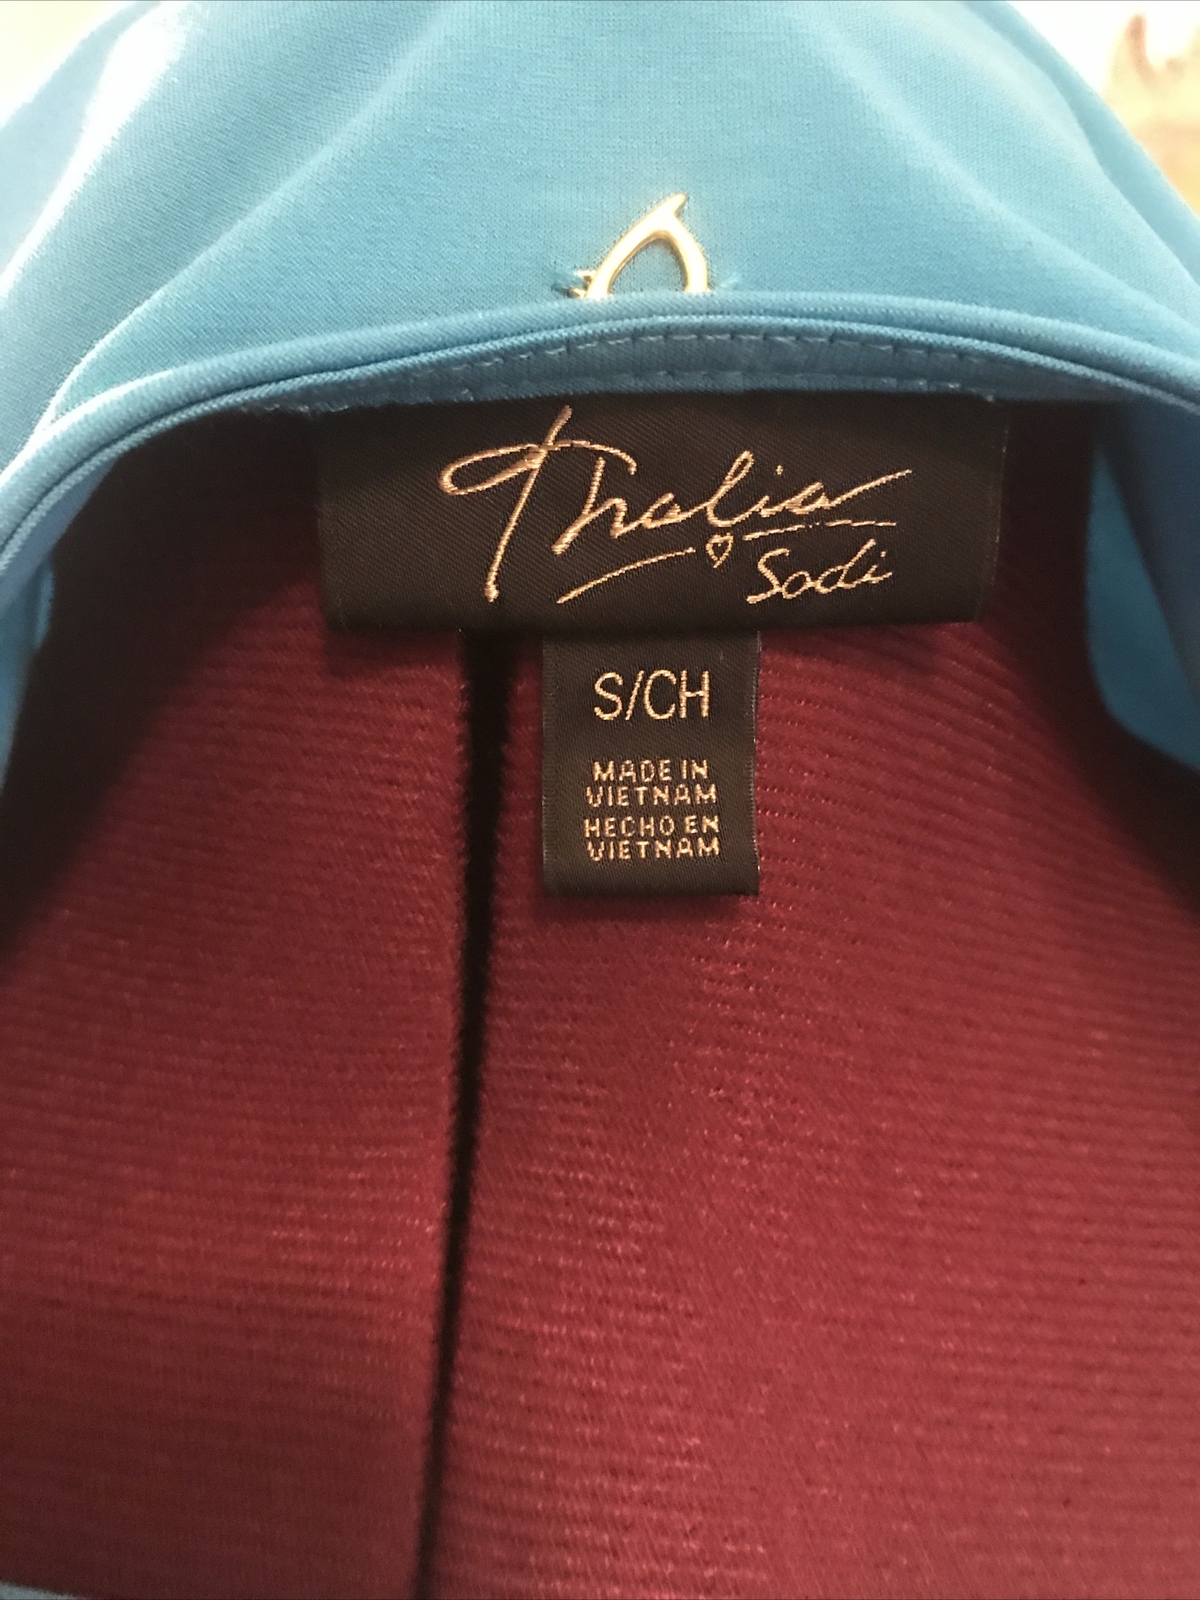 Thalia
Sodi
S/CH
MADE IN
VIETNAM
HECHO EN
VIETNAM